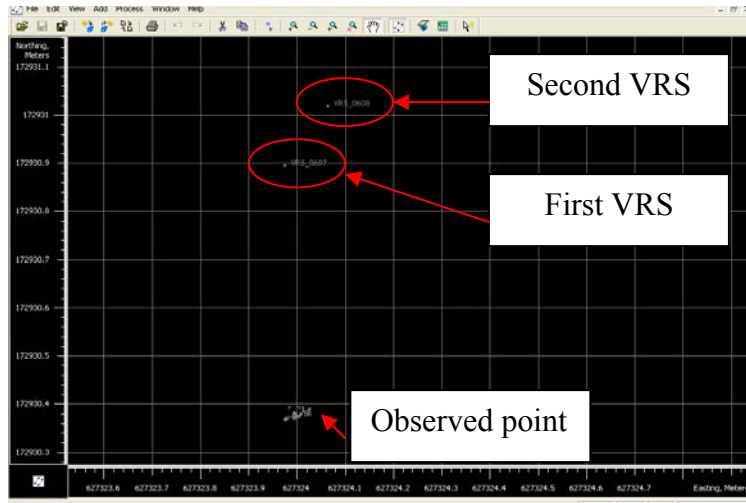 File Edit View Add Process Window Help
Northing,
Meters
172931.1
VRS_0608
Second VRS
172931
172930.9
VRS_0607
First VRS
172930.8
172930.7
172930.6
172930.5
172930.4
Observed point
172930.3
627323.6 627323.7 627323.8 627323.9 627324 627324.1 627324.2 627324.3 627324.4 627324.5 627324.6 627324.7 Easting, Meters